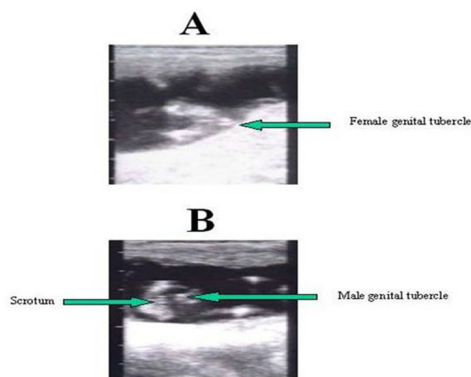 A
Female genital tubercle
B
Scrotum
Male genital tubercle